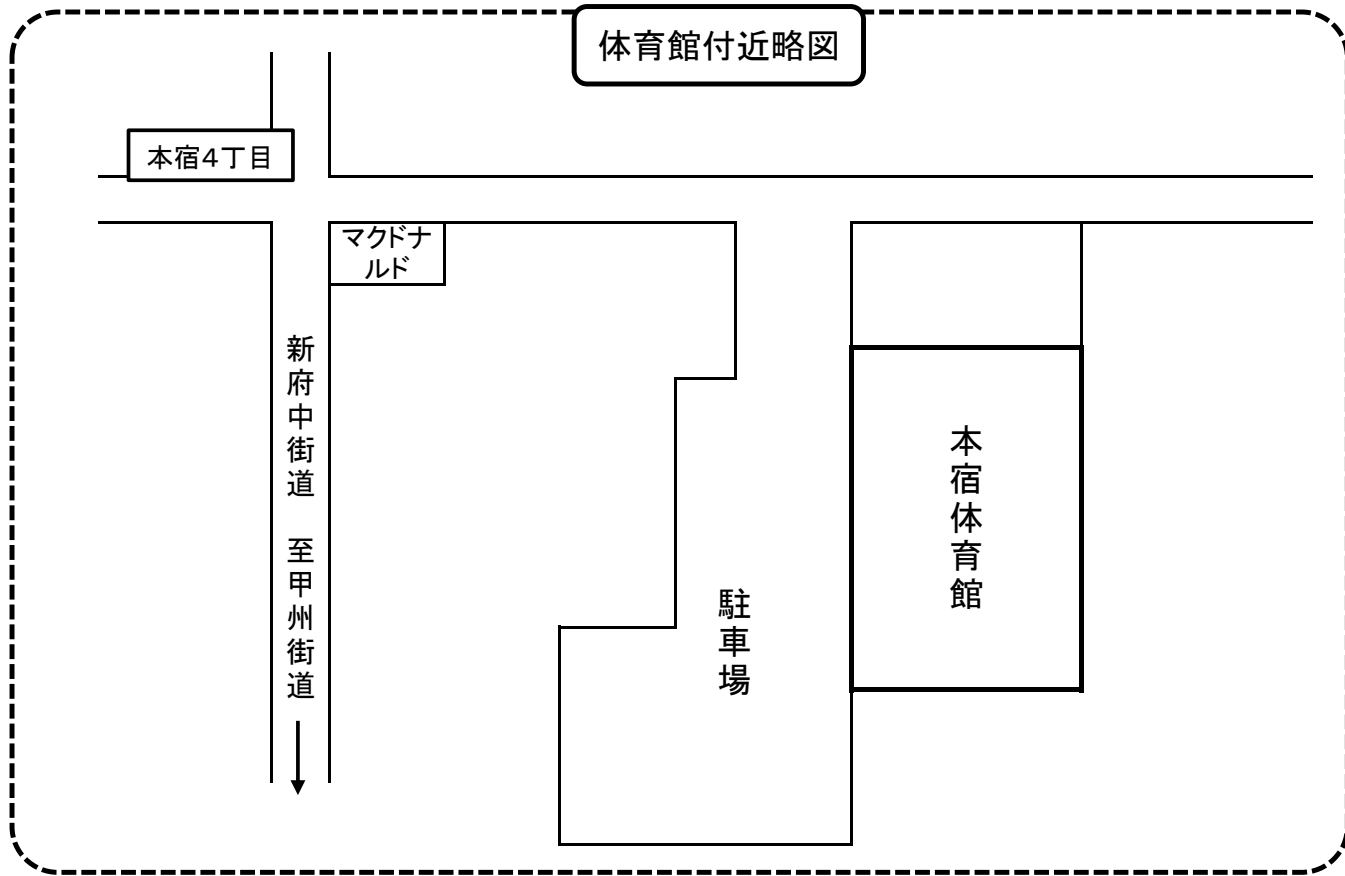 体育館付近略図
本宿4丁目
マクドナ
ルド
新府中街道　至甲州街道
駐車場
本宿体育館